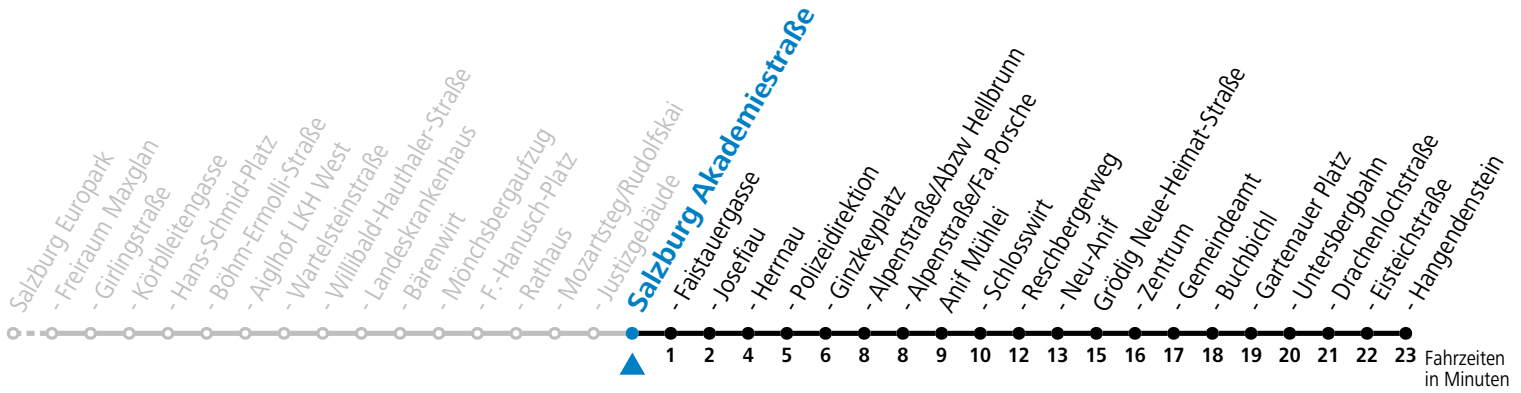 Salzburg Europark
- Freiraum Maxglan
- Girlingstraße
- Körblleitengasse
- Hans-Schmid-Platz
- Böhm-Ermolli-Straße
- Aiglhof LKH West
- Wartelsteinstraße
- Willibald-Hauthaler-Straße
- Landeskrankenhaus
- Bärenwirt
- Mönchsbergaufzug
- F.-Hanusch-Platz
- Rathaus
- Mozartsteg/Rudolfskai
- Justizgebäude
Salzburg Akademiestraße
- Faistauergasse
- Josefiau
- Herrnau
- Polizeidirektion
- Ginzkeyplatz
- Alpenstraße/Abzw Hellbrunn
- Alpenstraße/Fa.Porsche
Anif Mühlei
- Schlosswirt
- Reschbergerweg
- Neu-Anif
Grödig Neue-Heimat-Straße
- Zentrum
- Gemeindeamt
- Buchbichl
- Gartenauer Platz
- Untersbergbahn
- Drachenlochstraße
- Eisteichstraße
- Hangendenstein
1 2 4 5 6 8 8 9 10 12 13 15 16 17 18 19 20 21 22 23
Fahrzeiten
in Minuten